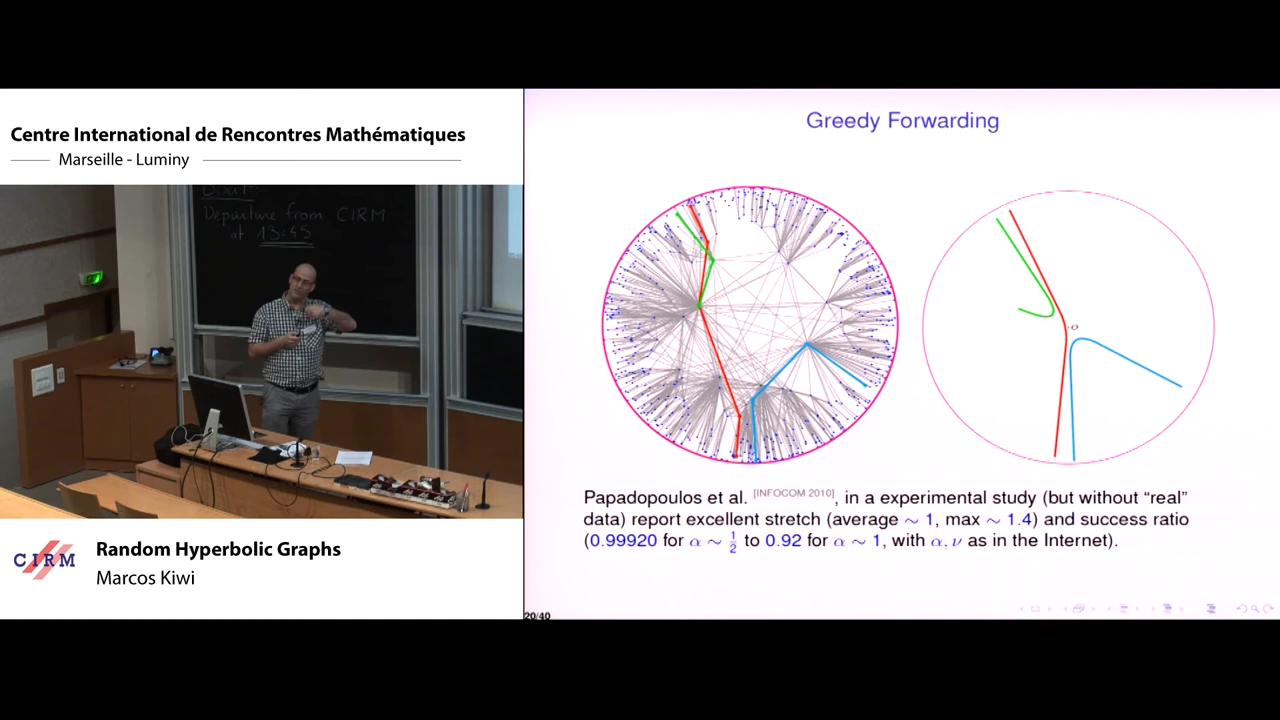 Centre International de Rencontres Mathématiques
Marseille - Luminy
Departure from CIRM
at 13:45
CIRM
Random Hyperbolic Graphs
Marcos Kiwi
Greedy Forwarding
o
Papadopoulos et al. [INFOCOM 2010], in a experimental study (but without “real”
data) report excellent stretch (average ∼ 1, max ∼ 1.4) and success ratio
(0.99920 for α ∼ 1/2 to 0.92 for α ∼ 1, with α, ν as in the Internet).
20/40